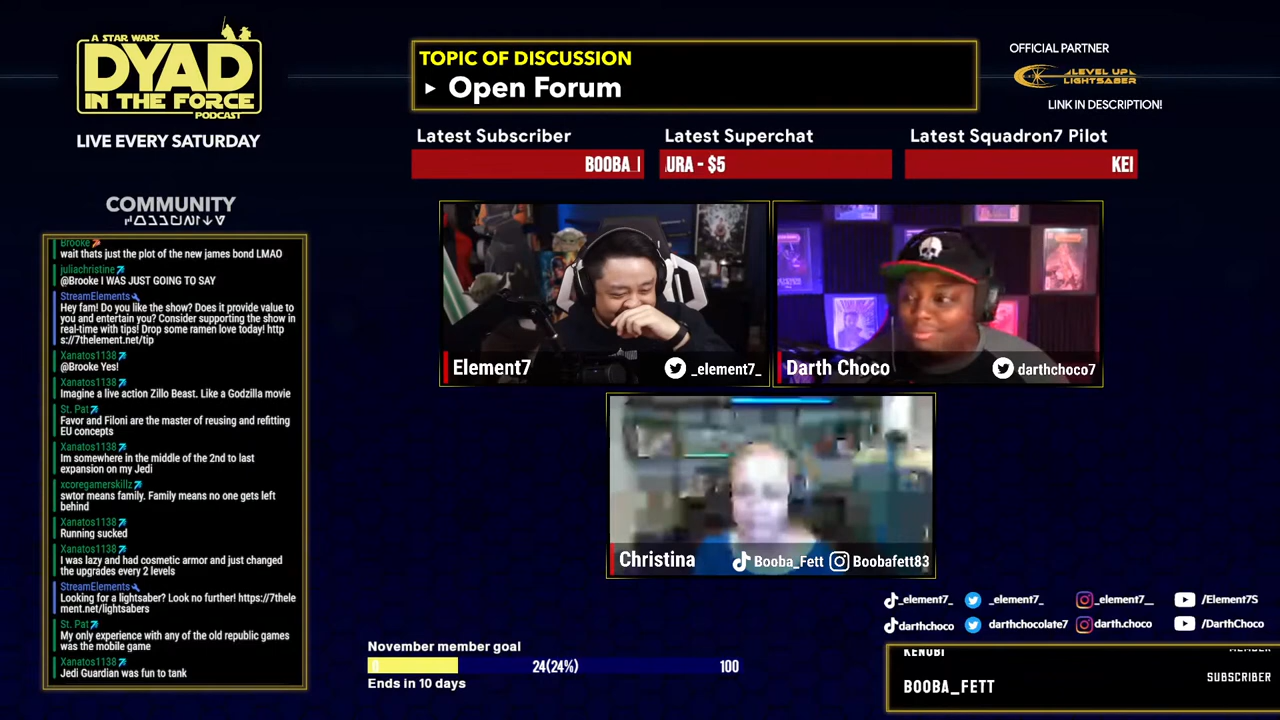 A STAR WARS
DYAD
IN THE FORCE
PODCAST
LIVE EVERY SATURDAY
TOPIC OF DISCUSSION
► Open Forum
OFFICIAL PARTNER
LEVEL UP
LIGHTSABER
LINK IN DESCRIPTION!
Latest Subscriber
Latest Superchat
Latest Squadron7 Pilot
BOOBA_
URA - $5
KEI
COMMUNITY
Brooke
wait thats just the plot of the new james bond LMAO
juliachristine
@Brooke I WAS JUST GOING TO SAY
StreamElements
Hey fam! Do you like the show? Does it provide value to
you and entertain you? Consider supporting the show in
real-time with tips! Drop some ramen love today! http
s://7thelement.net/tip
Xanatos1138
@Brooke Yes!
Xanatos1138
Imagine a live action Zillo Beast. Like a Godzilla movie
St. Pat
Favor and Filoni are the master of reusing and refitting
EU concepts
Xanatos1138
Im somewhere in the middle of the 2nd to last
expansion on my Jedi
xcoregamerskillz
swtor means family. Family means no one gets left
behind
Xanatos1138
Running sucked
Xanatos1138
I was lazy and had cosmetic armor and just changed
the upgrades every 2 levels
StreamElements
Looking for a lightsaber? Look no further! https://7thele
ment.net/lightsabers
St. Pat
My only experience with any of the old republic games
was the mobile game
Xanatos1138
Jedi Guardian was fun to tank
Element7
_element7_
Darth Choco
darthchoco7
Christina
Booba_Fett
Boobafett83
November member goal
0
24(24%)
100
Ends in 10 days
_element7_
_element7_
_element7__
/Element7S
darthchoco
darthchocolate7
darth.choco
/DarthChoco
KENOBI
MEMBER
BOOBA_FETT
SUBSCRIBER